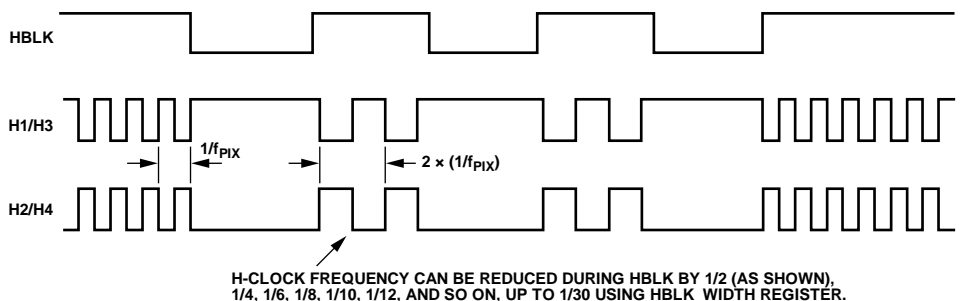 HBLK
H1/H3
1/fPIX
2 × (1/fPIX)
H2/H4
H-CLOCK FREQUENCY CAN BE REDUCED DURING HBLK BY 1/2 (AS SHOWN),
1/4, 1/6, 1/8, 1/10, 1/12, AND SO ON, UP TO 1/30 USING HBLK_WIDTH REGISTER.